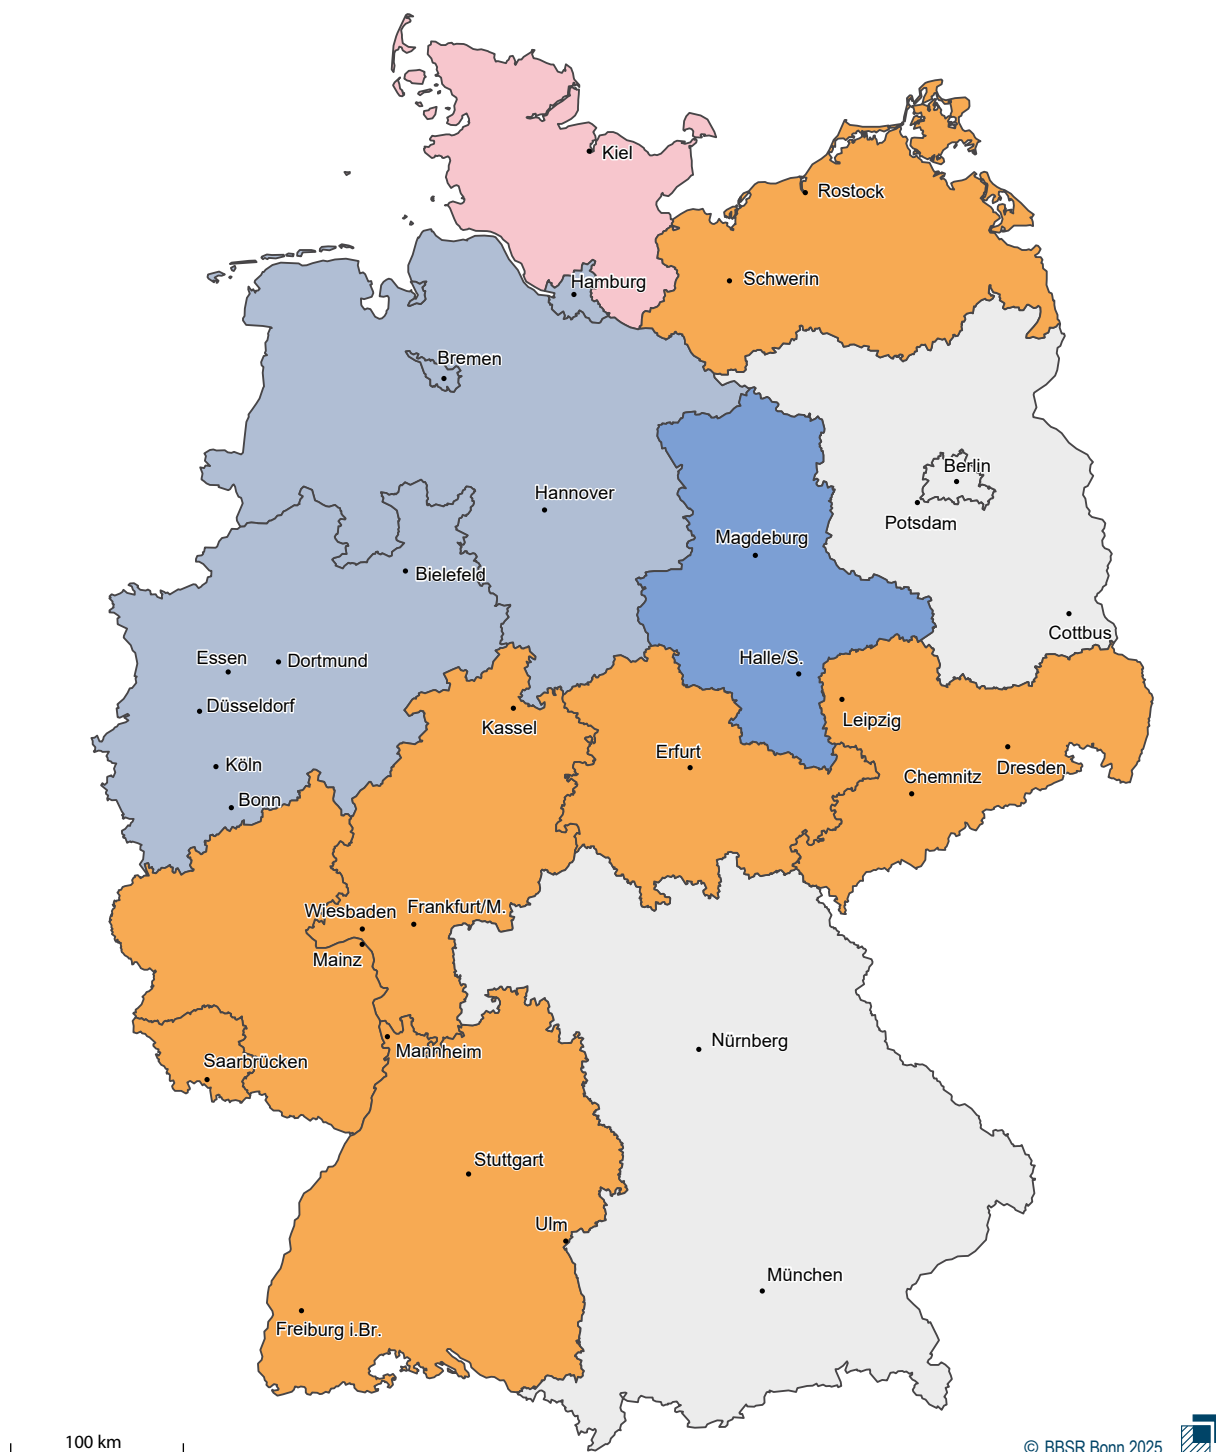 Kiel
Rostock
Schwerin
Hamburg
Bremen
Berlin
Hannover
Potsdam
Magdeburg
Bielefeld
Cottbus
Essen
Dortmund
Halle/S.
Düsseldorf
Leipzig
Kassel
Erfurt
Köln
Dresden
Chemnitz
Bonn
Frankfurt/M.
Wiesbaden
Mainz
Nürnberg
Mannheim
Saarbrücken
Stuttgart
Ulm
München
Freiburg i.Br.
100 km
© BBSR Bonn 2025